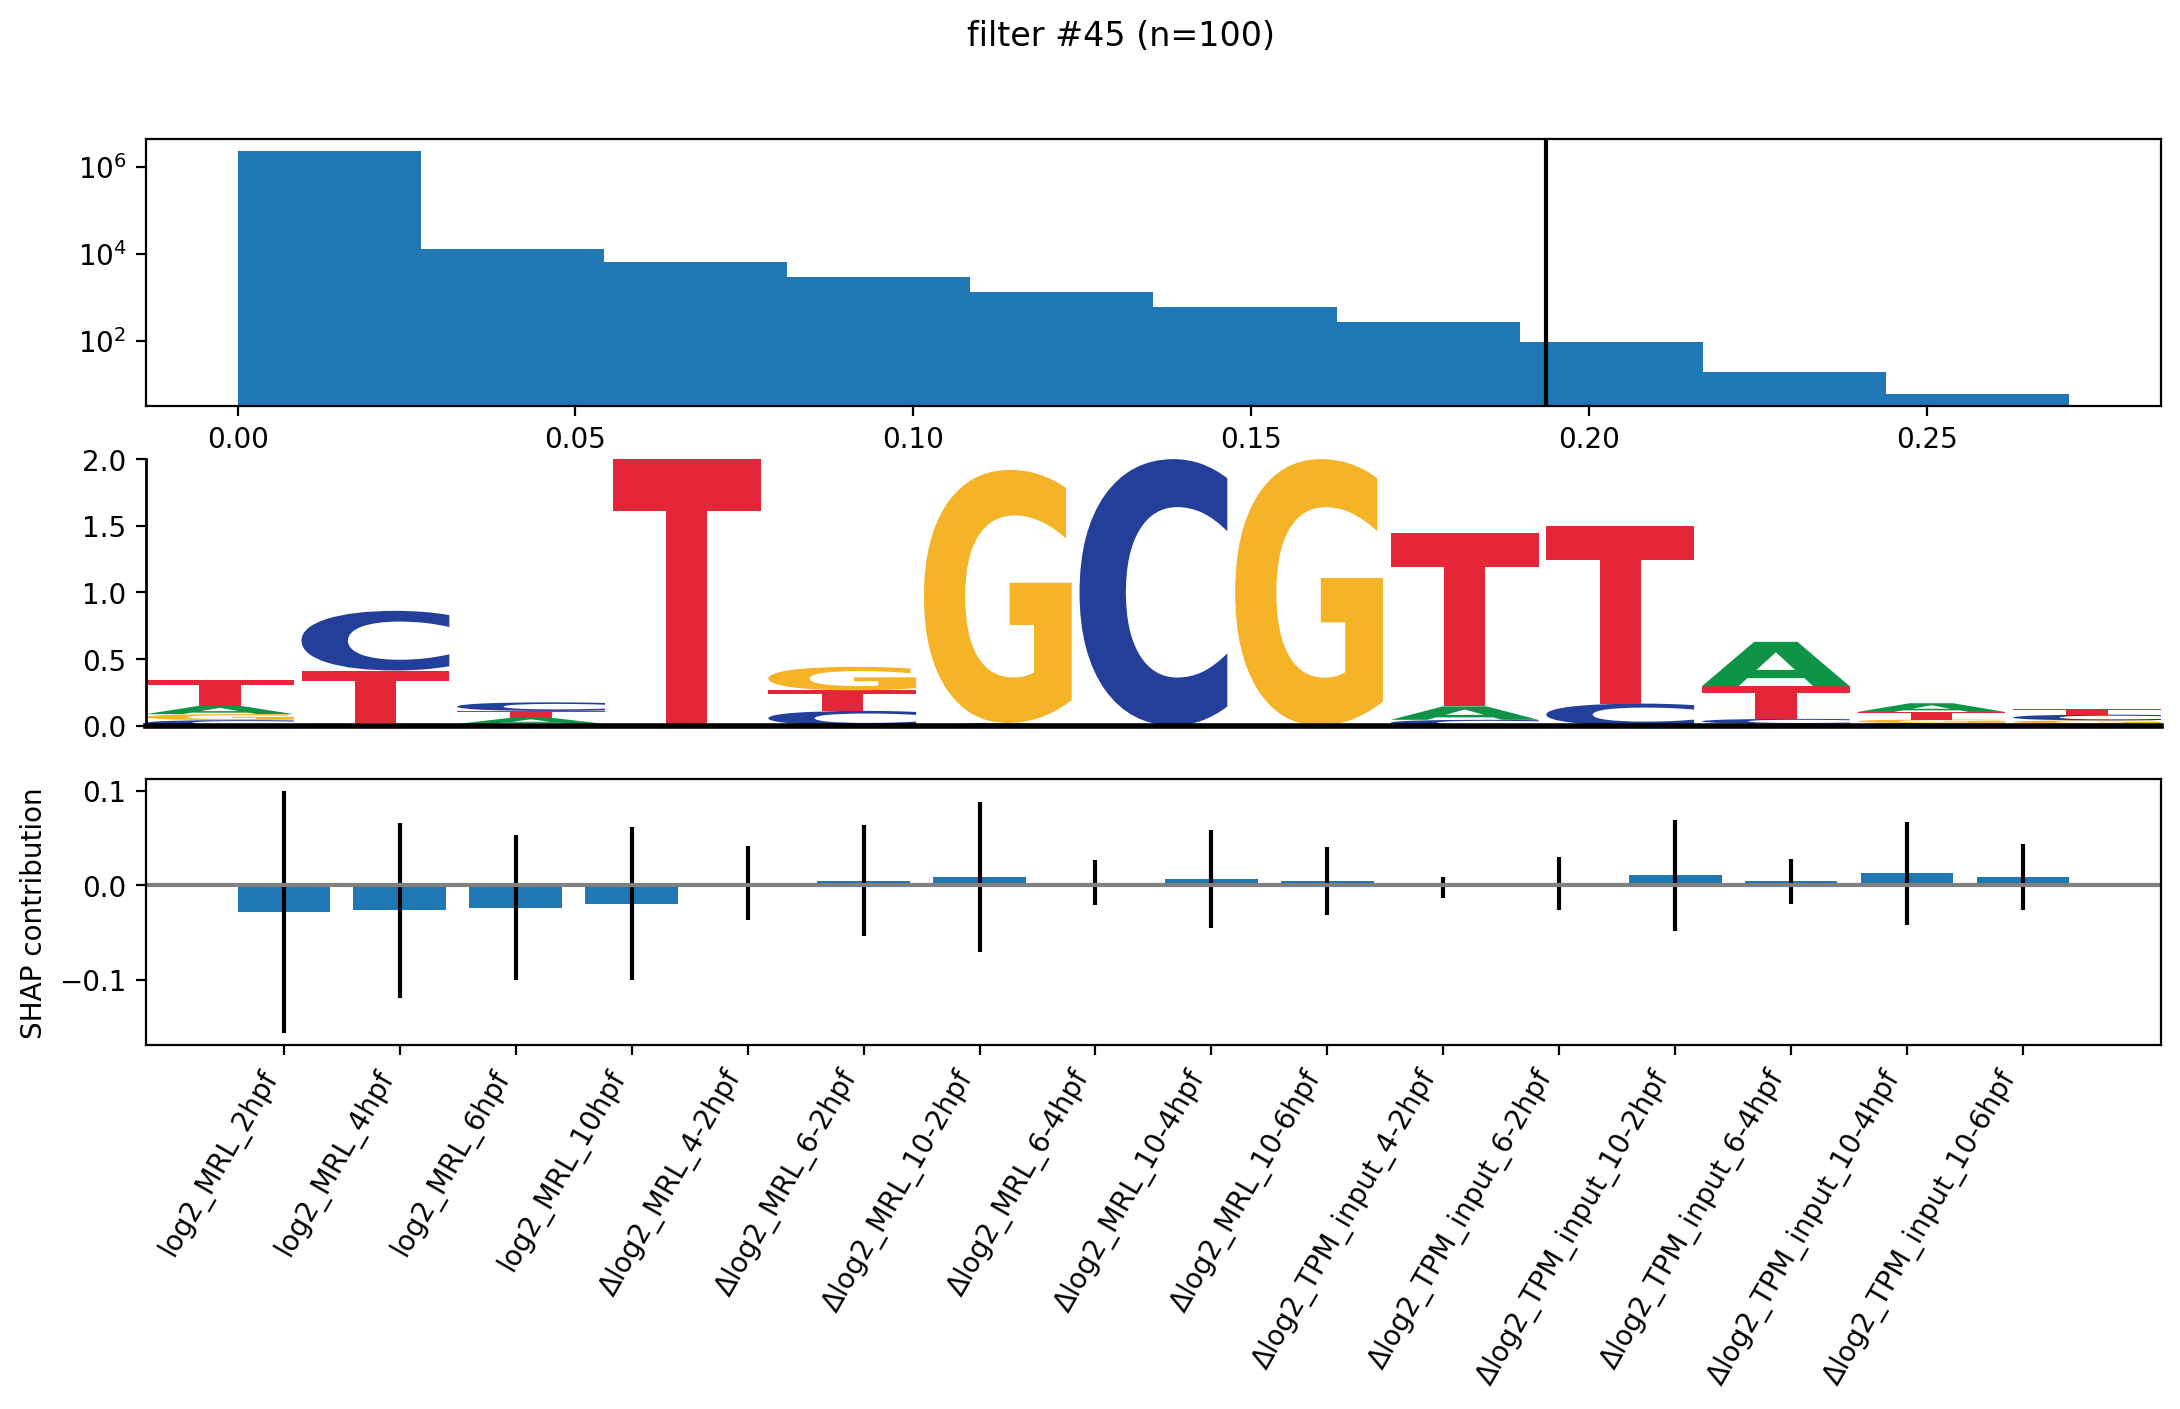 filter #45 (n=100)
10^6
10^4
10^2
0.00 0.05 0.10 0.15 0.20 0.25
2.0
1.5
1.0
0.5
0.0
T A G C
C T
C T A
T
G T C
G
C
G
T A C
T C
A T C
A T C G
T C G
SHAP contribution
0.1
0.0
−0.1
log2_MRL_2hpf
log2_MRL_4hpf
log2_MRL_6hpf
log2_MRL_10hpf
Δlog2_MRL_4-2hpf
Δlog2_MRL_6-2hpf
Δlog2_MRL_10-2hpf
Δlog2_MRL_6-4hpf
Δlog2_MRL_10-4hpf
Δlog2_MRL_10-6hpf
Δlog2_TPM_input_4-2hpf
Δlog2_TPM_input_6-2hpf
Δlog2_TPM_input_10-2hpf
Δlog2_TPM_input_6-4hpf
Δlog2_TPM_input_10-4hpf
Δlog2_TPM_input_10-6hpf